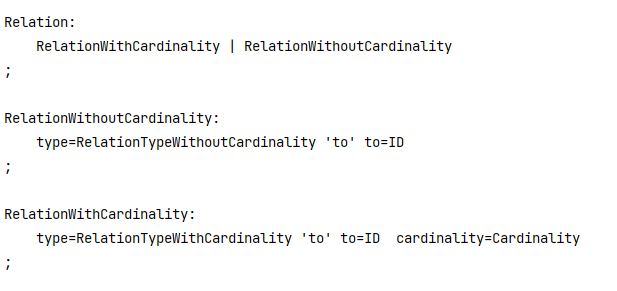 Relation:
    RelationWithCardinality | RelationWithoutCardinality
;
RelationWithoutCardinality:
    type=RelationTypeWithoutCardinality 'to' to=ID
;
RelationWithCardinality:
    type=RelationTypeWithCardinality 'to' to=ID  cardinality=Cardinality
;